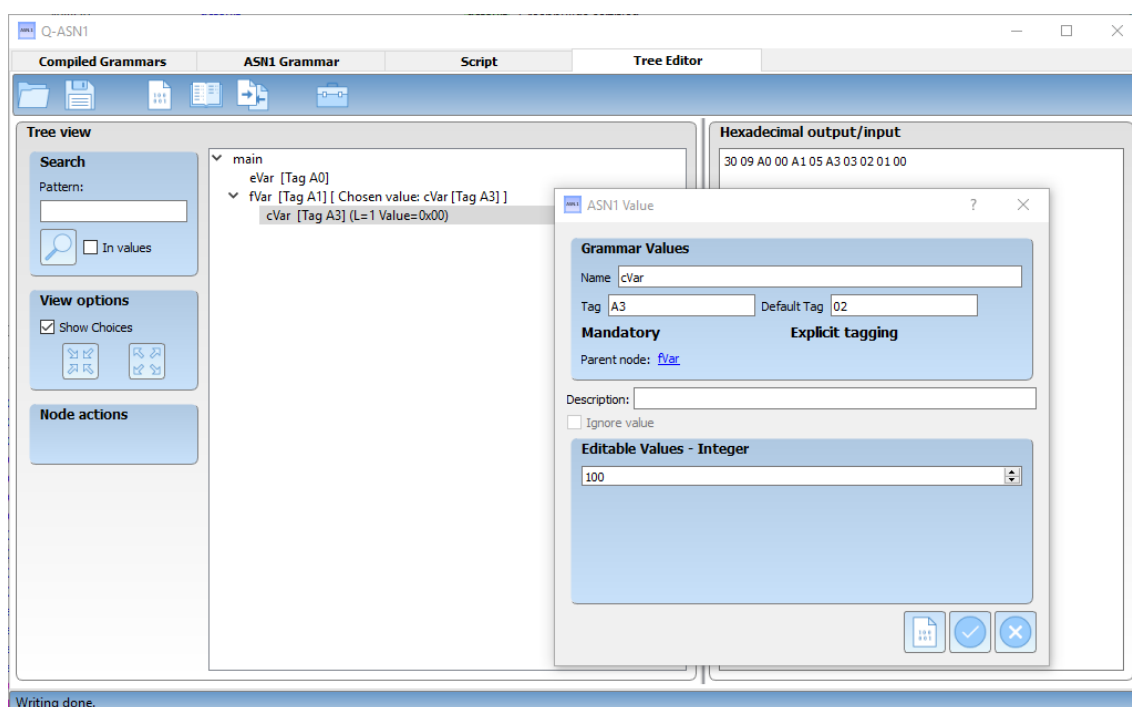 Q-ASN1
Compiled Grammars ASN1 Grammar Script Tree Editor
Tree view
Search
Pattern:
In values
View options
Show Choices
Node actions
main
eVar [Tag A0]
fVar [Tag A1] [ Chosen value: cVar [Tag A3] ]
cVar [Tag A3] (L=1 Value=0x00)
Hexadecimal output/input
30 09 A0 00 A1 05 A3 03 02 01 00
ASN1 Value
Grammar Values
Name cVar
Tag A3 Default Tag 02
Mandatory Explicit tagging
Parent node: fVar
Description:
Ignore value
Editable Values - Integer
100
Writing done.